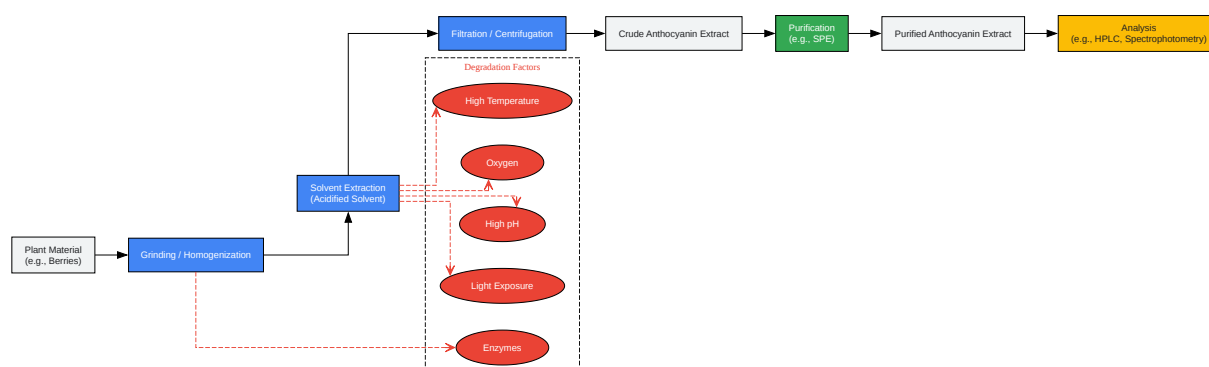 Filtration / Centrifugation
Crude Anthocyanin Extract
Purification
(e.g., SPE)
Purified Anthocyanin Extract
Analysis
(e.g., HPLC, Spectrophotometry)
Degradation Factors
High Temperature
Oxygen
Solvent Extraction
(Acidified Solvent)
High pH
Plant Material
(e.g., Berries)
Grinding / Homogenization
Light Exposure
Enzymes